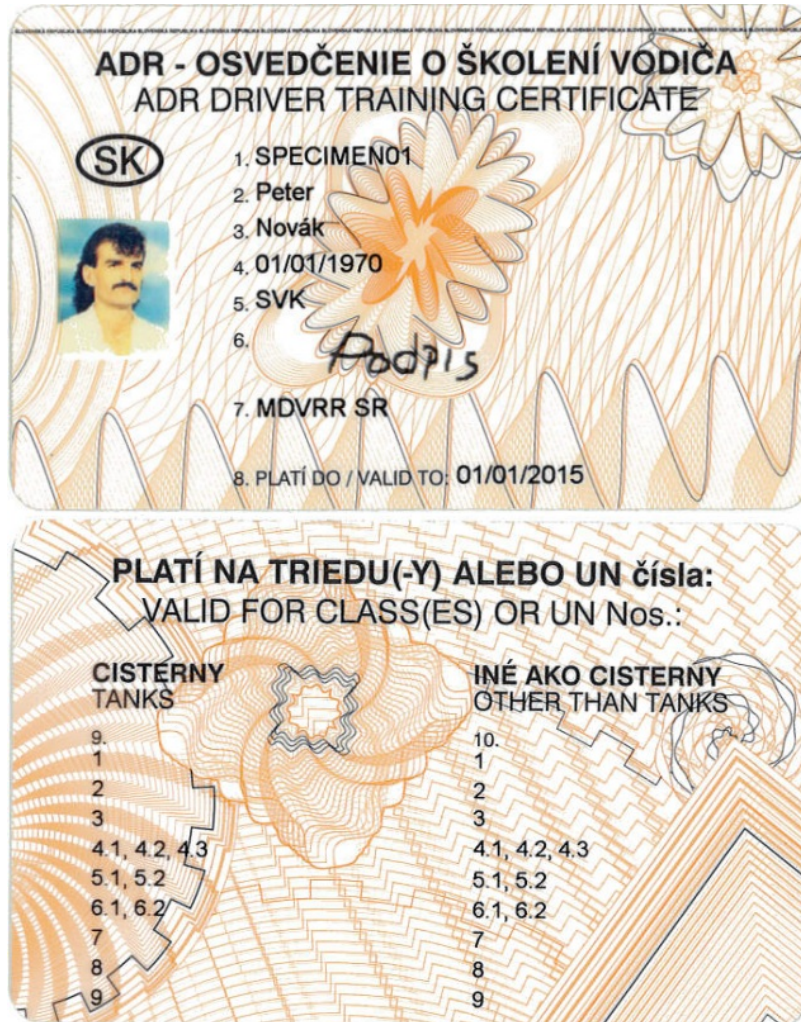 ADR - OSVEDČENIE O ŠKOLENÍ VODIČA
ADR DRIVER TRAINING CERTIFICATE
SK
1. SPECIMEN01
2. Peter
3. Novák
4. 01/01/1970
5. SVK
6. Podpis
7. MDVRR SR
8. PLATÍ DO / VALID TO: 01/01/2015
PLATÍ NA TRIEDU(-Y) ALEBO UN čísla:
VALID FOR CLASS(ES) OR UN Nos.:
CISTERNY
TANKS
9.
1
2
3
4.1, 4.2, 4.3
5.1, 5.2
6.1, 6.2
7
8
9
INÉ AKO CISTERNY
OTHER THAN TANKS
10.
1
2
3
4.1, 4.2, 4.3
5.1, 5.2
6.1, 6.2
7
8
9